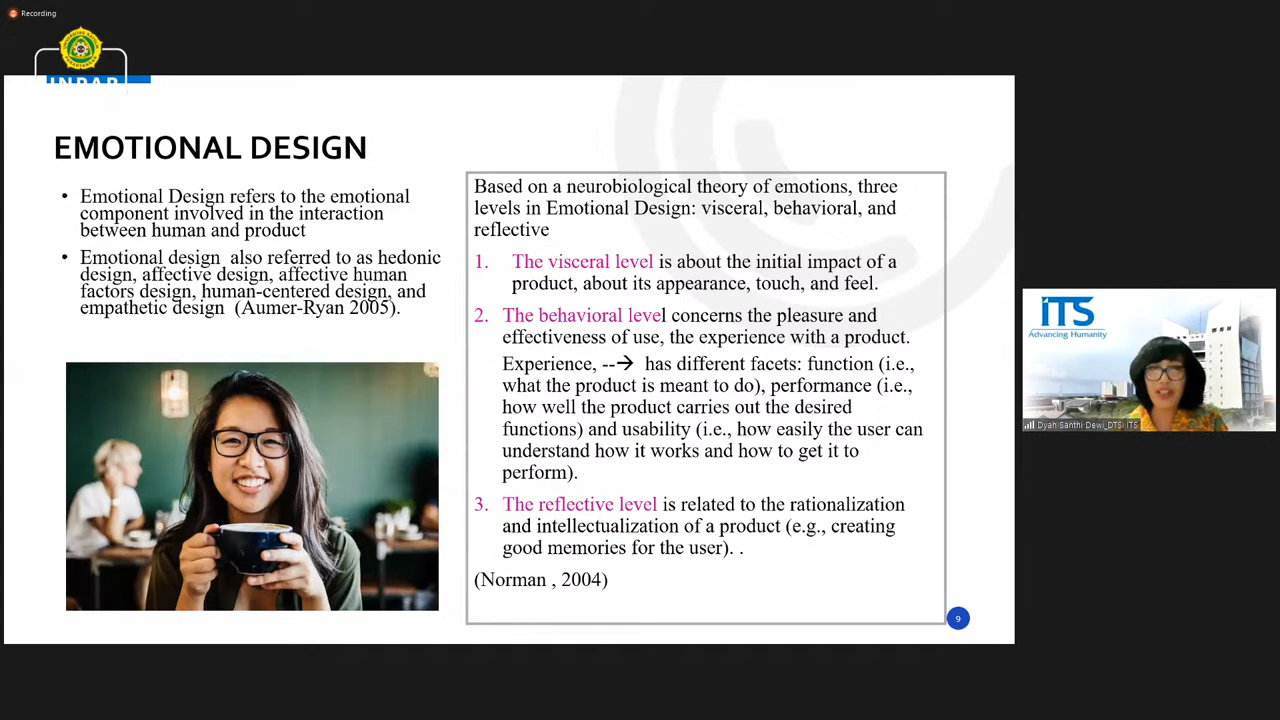 Recording
UNPAR
EMOTIONAL DESIGN
• Emotional Design refers to the emotional
component involved in the interaction
between human and product
• Emotional design also referred to as hedonic
design, affective design, affective human
factors design, human-centered design, and
empathetic design (Aumer-Ryan 2005).
Based on a neurobiological theory of emotions, three
levels in Emotional Design: visceral, behavioral, and
reflective
1. The visceral level is about the initial impact of a
product, about its appearance, touch, and feel.
2. The behavioral level concerns the pleasure and
effectiveness of use, the experience with a product.
Experience, --→ has different facets: function (i.e.,
what the product is meant to do), performance (i.e.,
how well the product carries out the desired
functions) and usability (i.e., how easily the user can
understand how it works and how to get it to
perform).
3. The reflective level is related to the rationalization
and intellectualization of a product (e.g., creating
good memories for the user). .
(Norman , 2004)
9
iTS
Advancing Humanity
Dyah Santhi Dewi_DTSI ITS